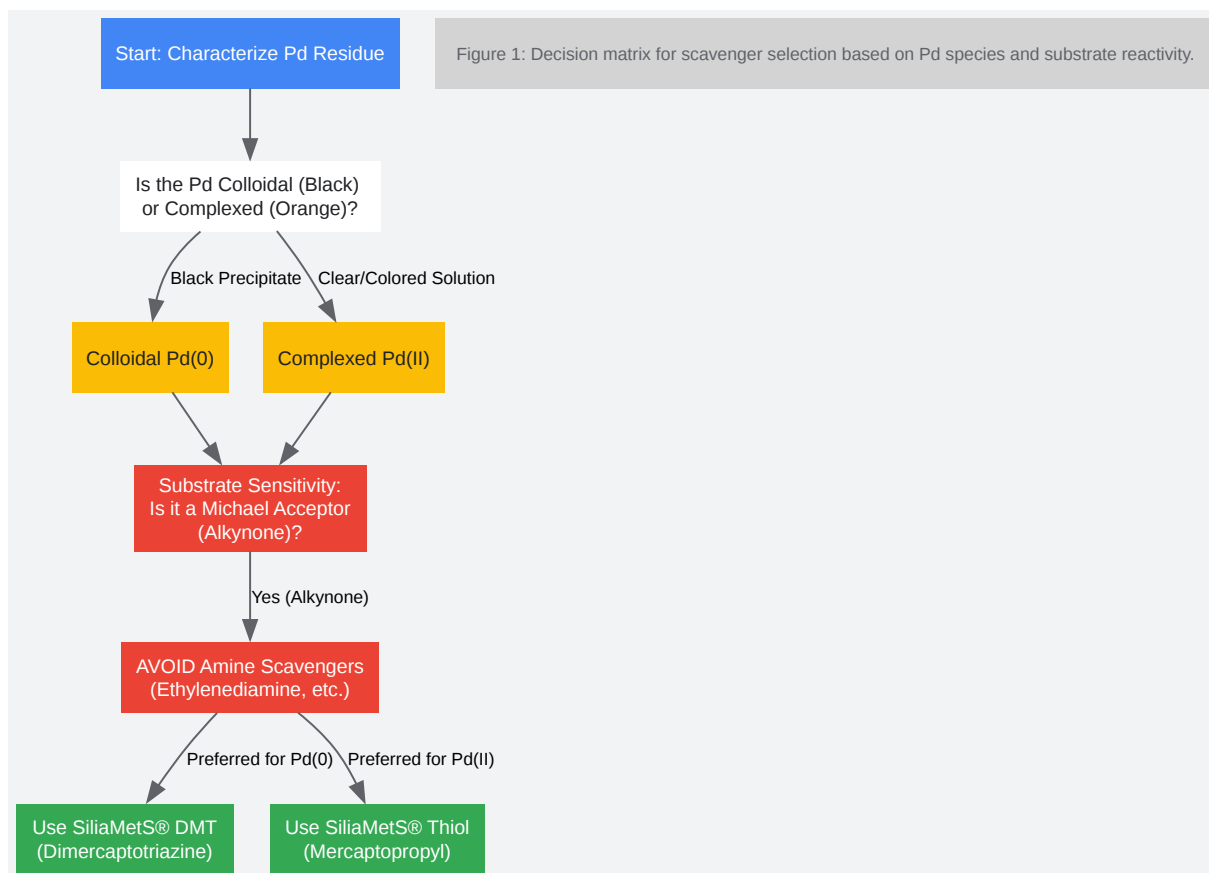 Start: Characterize Pd Residue
Figure 1: Decision matrix for scavenger selection based on Pd species and substrate reactivity.
Is the Pd Colloidal (Black)
or Complexed (Orange)?
Black Precipitate
Clear/Colored Solution
Colloidal Pd(0)
Complexed Pd(II)
Substrate Sensitivity:
Is it a Michael Acceptor
(Alkynone)?
Yes (Alkynone)
AVOID Amine Scavengers
(Ethylenediamine, etc.)
Preferred for Pd(0)
Preferred for Pd(II)
Use SiliaMetS® DMT
(Dimercaptotriazine)
Use SiliaMetS® Thiol
(Mercaptopropyl)